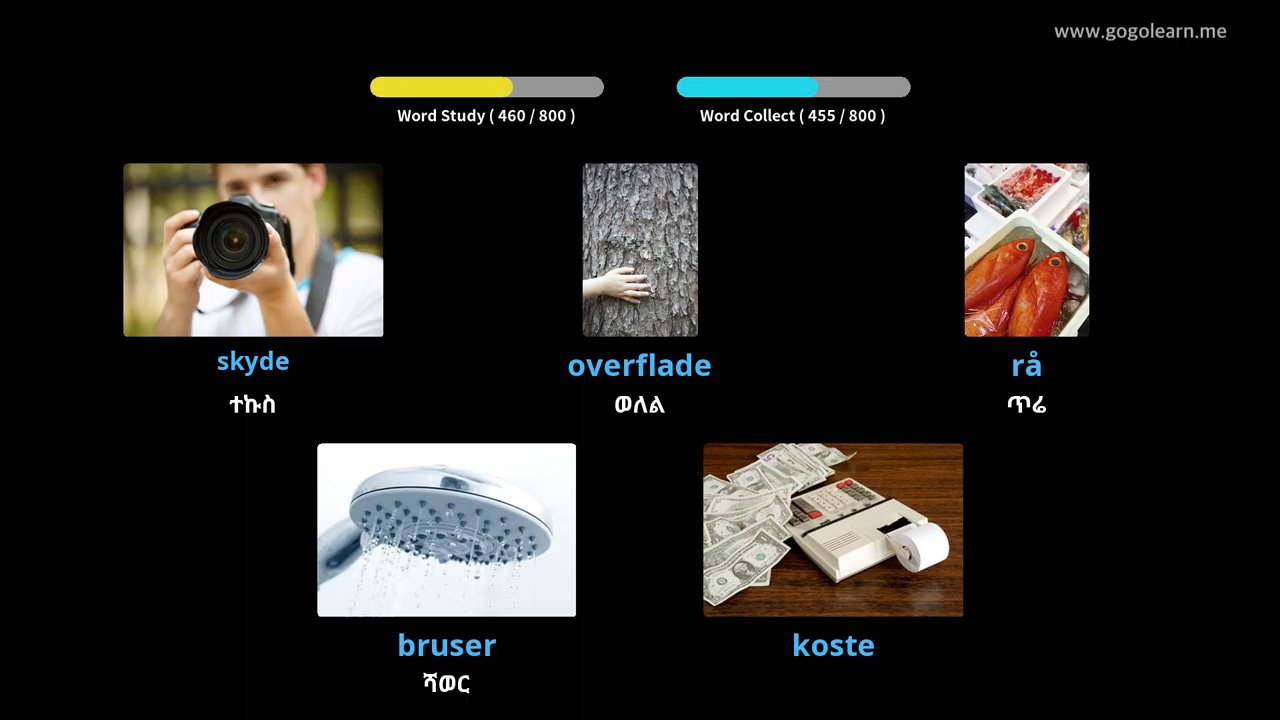 www.gogolearn.me
Word Study ( 460 / 800 )
Word Collect ( 455 / 800 )
skyde
ተኩስ
overflade
ወለል
rå
ጥሬ
bruser
ሻወር
koste